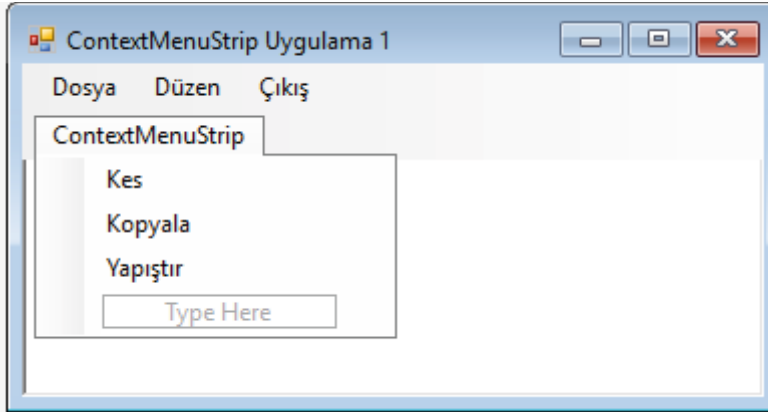 ContextMenuStrip Uygulama 1
Dosya Düzen Çıkış
ContextMenuStrip
Kes
Kopyala
Yapıştır
Type Here